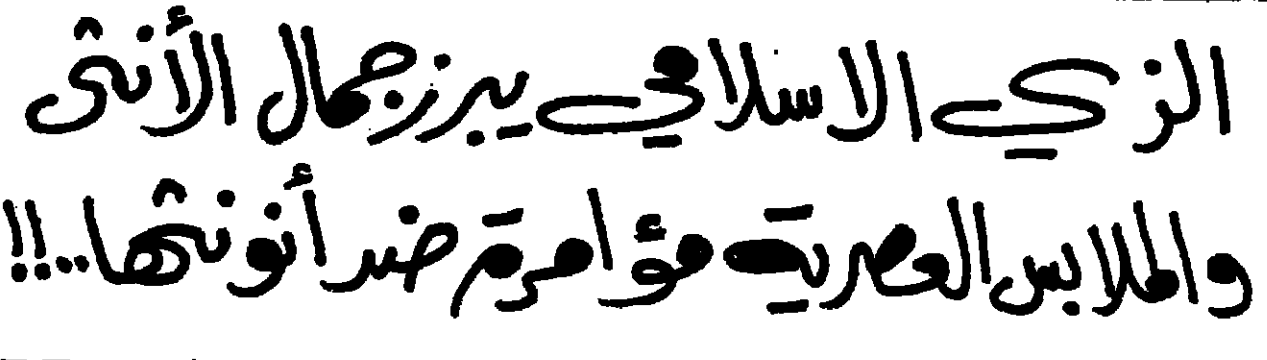 الزي الاسلامي يبرز جمال الأنثى
والملابس العصرية مؤامرة ضد أنوثتها..!!